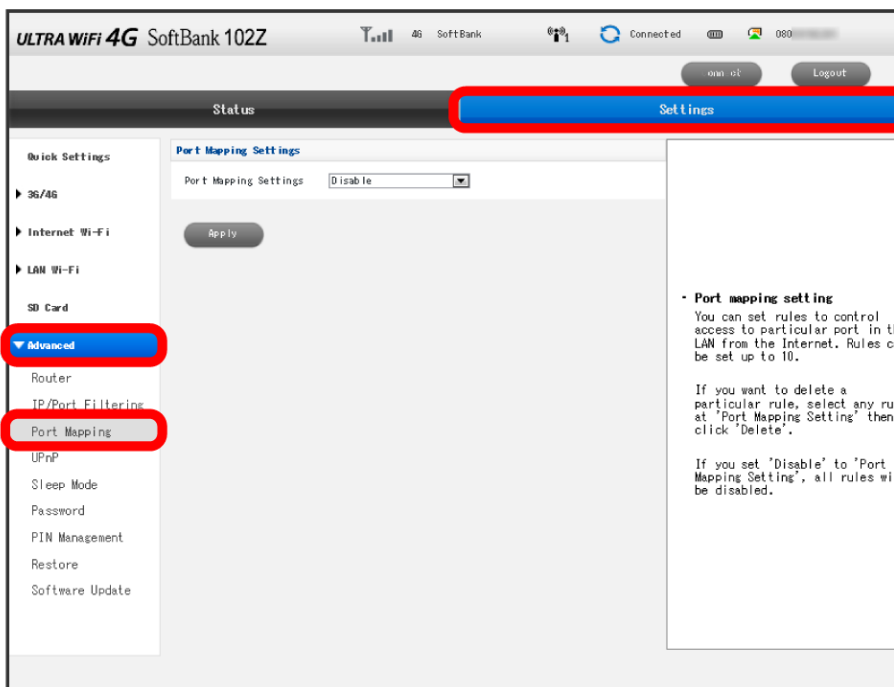 ULTRA WiFi 4G SoftBank 102Z
4G SoftBank
1
Connected
080
Logout
Status
Settings
Quick Settings
3G/4G
Internet Wi-Fi
LAN Wi-Fi
SD Card
Advanced
Router
IP/Port Filtering
Port Mapping
UPnP
Sleep Mode
Password
PIN Management
Restore
Software Update
Port Mapping Settings
Port Mapping Settings Disable
Apply
- Port mapping setting
You can set rules to control
access to particular port in t
LAN from the Internet. Rules c
be set up to 10.
If you want to delete a
particular rule, select any ru
at 'Port Mapping Setting' then
click 'Delete'.
If you set 'Disable' to 'Port
Mapping Setting', all rules wi
be disabled.